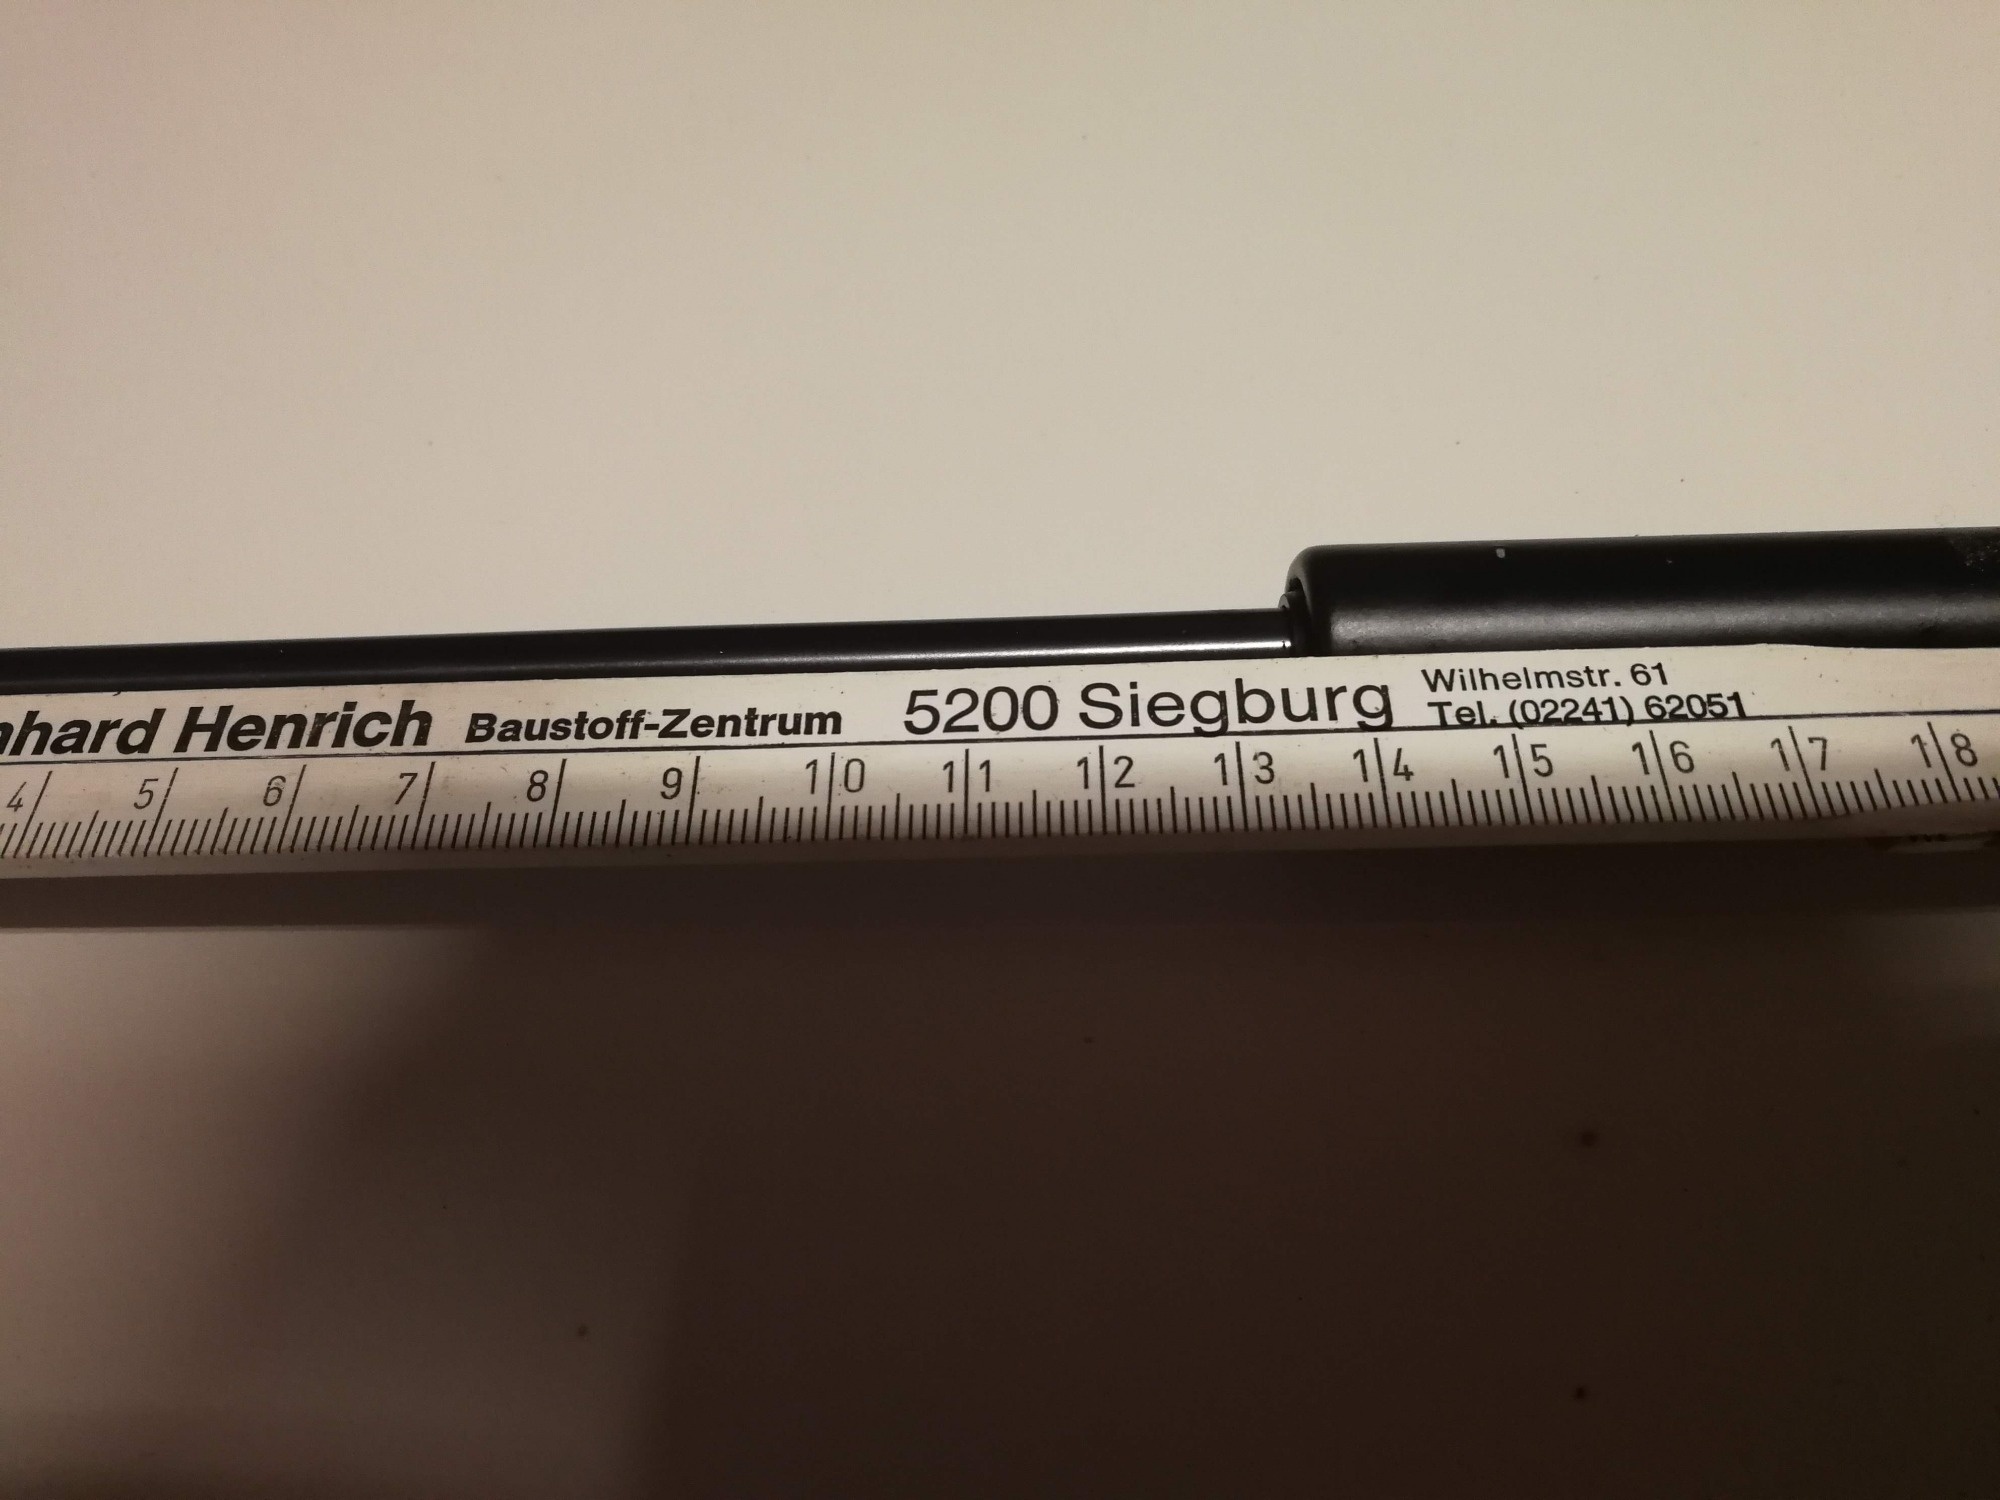 nhard Henrich Baustoff-Zentrum 5200 Siegburg Wilhelmstr. 61
Tel. (02241) 62051
4 5 6 7 8 9 10 11 12 13 14 15 16 17 18